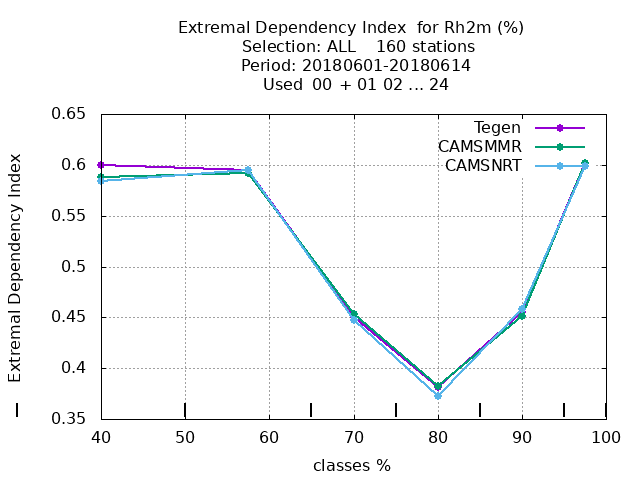 Extremal Dependency Index  for Rh2m (%)
Selection: ALL    160 stations
Period: 20180601-20180614
Used  00 + 01 02 ... 24
Tegen
CAMSMMR
CAMSNRT
Extremal Dependency Index
0.65
0.6
0.55
0.5
0.45
0.4
0.35
40 50 60 70 80 90 100
classes %